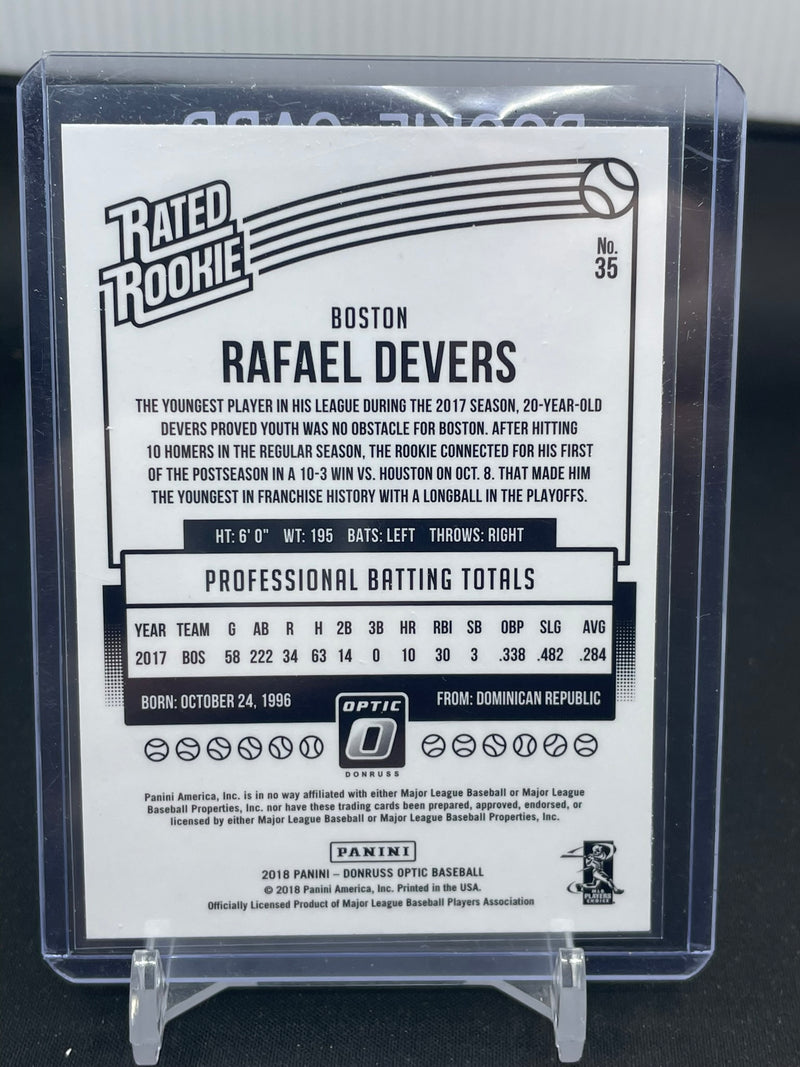 ROOKIE CARD
RATED
ROOKIE
No.
35
BOSTON
RAFAEL DEVERS
THE YOUNGEST PLAYER IN HIS LEAGUE DURING THE 2017 SEASON, 20-YEAR-OLD
DEVERS PROVED YOUTH WAS NO OBSTACLE FOR BOSTON. AFTER HITTING
10 HOMERS IN THE REGULAR SEASON, THE ROOKIE CONNECTED FOR HIS FIRST
OF THE POSTSEASON IN A 10-3 WIN VS. HOUSTON ON OCT. 8. THAT MADE HIM
THE YOUNGEST IN FRANCHISE HISTORY WITH A LONGBALL IN THE PLAYOFFS.
HT: 6' 0" WT: 195 BATS: LEFT THROWS: RIGHT
PROFESSIONAL BATTING TOTALS
YEAR TEAM G AB R H 2B 3B HR RBI SB OBP SLG AVG
2017 BOS 58 222 34 63 14 0 10 30 3 .338 .482 .284
BORN: OCTOBER 24, 1996 FROM: DOMINICAN REPUBLIC
OPTIC
DONRUSS
Panini America, Inc. is in no way affiliated with either Major League Baseball or Major League
Baseball Properties, Inc. nor have these trading cards been prepared, approved, endorsed, or
licensed by either Major League Baseball or Major League Baseball Properties, Inc.
PANINI
2018 PANINI – DONRUSS OPTIC BASEBALL
© 2018 Panini America, Inc. Printed in the USA.
Officially Licensed Product of Major League Baseball Players Association
MLB
PLAYERS
CHOICE